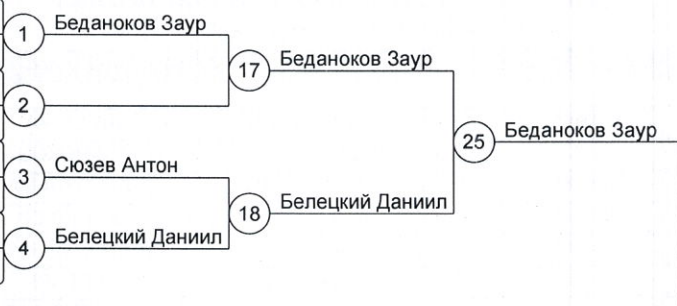 Беданоков Заур
1
Беданоков Заур
17
2
Беданоков Заур
25
Сюзев Антон
3
Белецкий Даниил
18
Белецкий Даниил
4